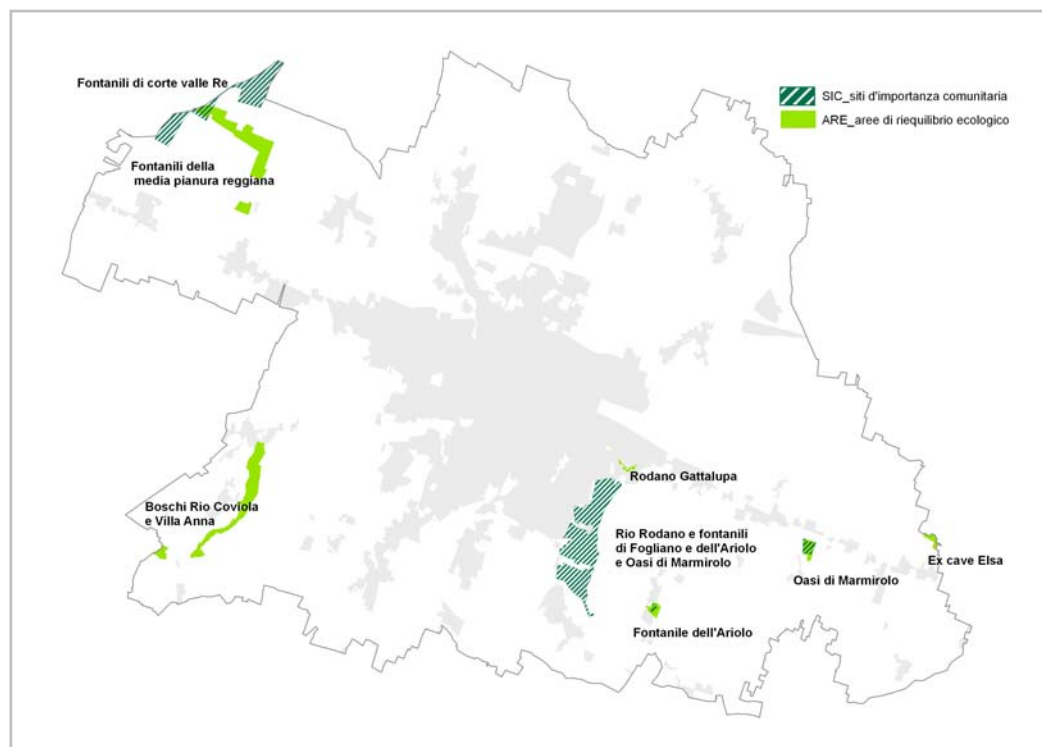 Fontanili di corte valle Re
SIC_siti d'importanza comunitaria
ARE_aree di riequilibrio ecologico
Fontanili della
media pianura reggiana
Rodano Gattalupa
Boschi Rio Coviola
e Villa Anna
Rio Rodano e fontanili
di Fogliano e dell'Ariolo
e Oasi di Marmirolo
Ex cave Elsa
Oasi di Marmirolo
Fontanile dell'Ariolo